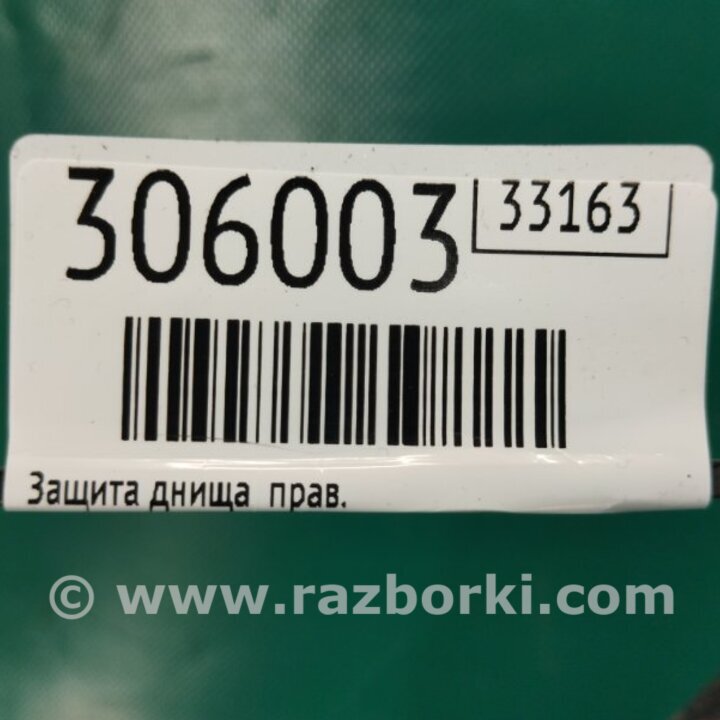 306003 33163
Защита днища прав.
© www.razborki.com